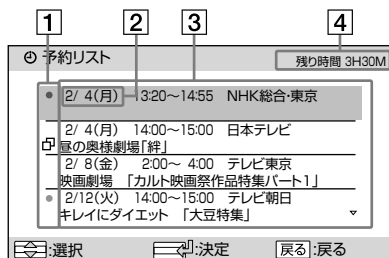 1 2 3 4
予約リスト 残り時間 3H30M
2/ 4(月) 13:20～14:55 NHK総合・東京
2/ 4(月) 14:00～15:00 日本テレビ
昼の奥様劇場「絆」
2/ 8(金) 2:00～ 4:00 テレビ東京
映画劇場 「カルト映画祭作品特集パート1」
2/12(火) 14:00～15:00 テレビ朝日
キレイにダイエット 「大豆特集」
:選択 :決定 戻る:戻る